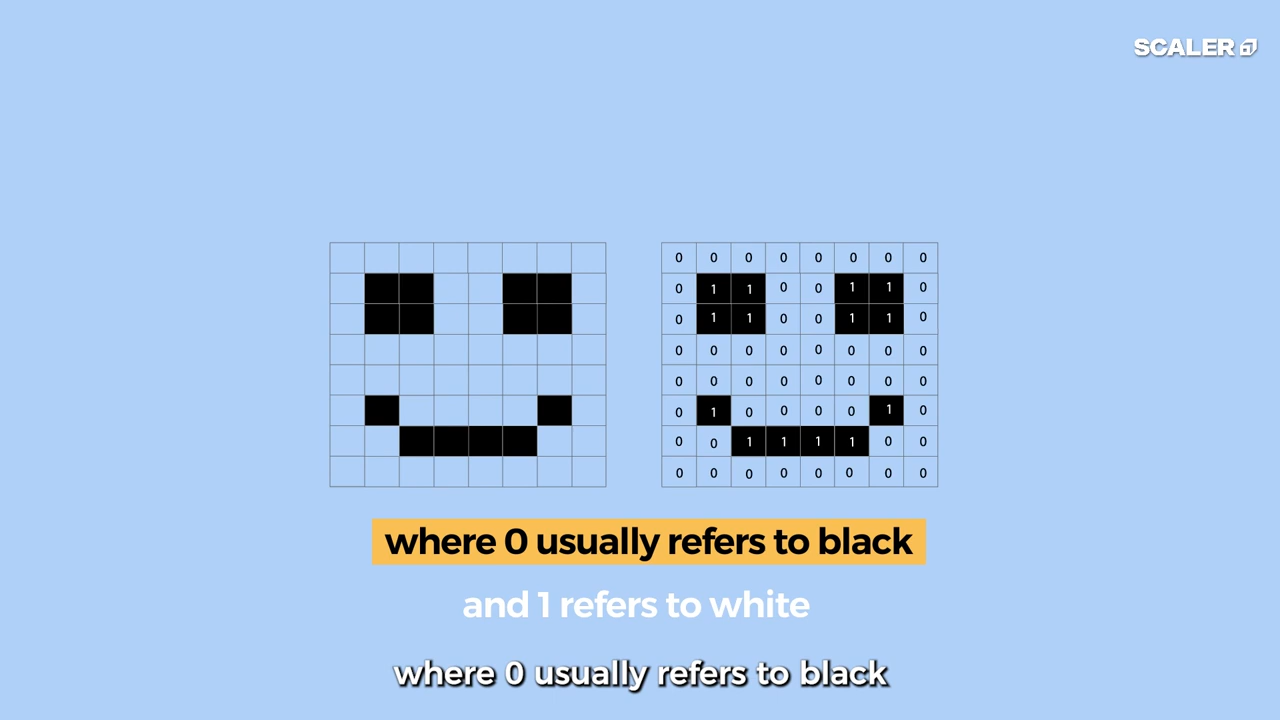 SCALER
0 0 0 0 0 0 0 0
0 1 1 0 0 1 1 0
0 1 1 0 0 1 1 0
0 0 0 0 0 0 0 0
0 0 0 0 0 0 0 0
0 1 0 0 0 0 1 0
0 0 1 1 1 1 0 0
0 0 0 0 0 0 0 0
where 0 usually refers to black
and 1 refers to white
where 0 usually refers to black